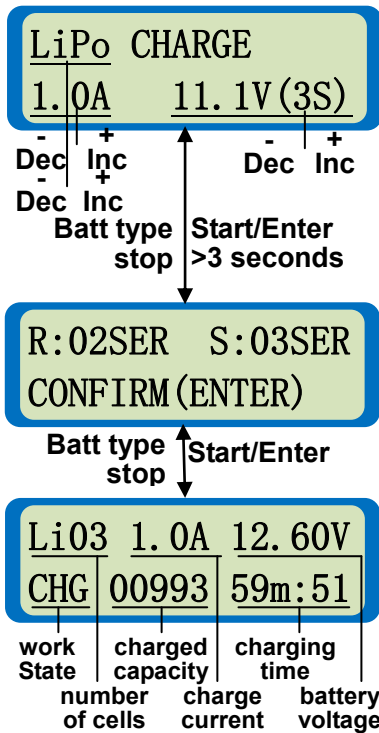 LiPo CHARGE
1.0A 11.1V(3S)
- + - +
Dec Inc Dec Inc
- +
Dec Inc
Batt type Start/Enter
stop >3 seconds
R:02SER S:03SER
CONFIRM(ENTER)
Batt type Start/Enter
stop
Li03 1.0A 12.60V
CHG 00993 59m:51
work charged charging
State capacity time
number charge battery
of cells current voltage